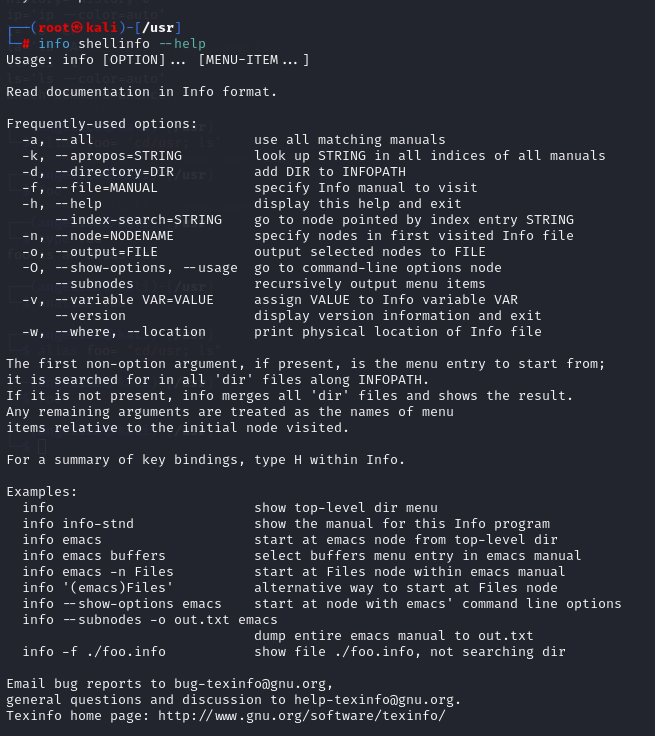 ┌──(root㉿kali)-[/usr]
└─# info shellinfo --help
Usage: info [OPTION]... [MENU-ITEM...]

Read documentation in Info format.

Frequently-used options:
  -a, --all                    use all matching manuals
  -k, --apropos=STRING         look up STRING in all indices of all manuals
  -d, --directory=DIR          add DIR to INFOPATH
  -f, --file=MANUAL            specify Info manual to visit
  -h, --help                   display this help and exit
      --index-search=STRING    go to node pointed by index entry STRING
  -n, --node=NODENAME          specify nodes in first visited Info file
  -o, --output=FILE            output selected nodes to FILE
  -O, --show-options, --usage  go to command-line options node
      --subnodes               recursively output menu items
  -v, --variable VAR=VALUE     assign VALUE to Info variable VAR
      --version                display version information and exit
  -w, --where, --location      print physical location of Info file

The first non-option argument, if present, is the menu entry to start from;
it is searched for in all 'dir' files along INFOPATH.
If it is not present, info merges all 'dir' files and shows the result.
Any remaining arguments are treated as the names of menu
items relative to the initial node visited.

For a summary of key bindings, type H within Info.

Examples:
  info                         show top-level dir menu
  info info-stnd               show the manual for this Info program
  info emacs                   start at emacs node from top-level dir
  info emacs buffers           select buffers menu entry in emacs manual
  info emacs -n Files          start at Files node within emacs manual
  info '(emacs)Files'          alternative way to start at Files node
  info --show-options emacs    start at node with emacs' command line options
  info --subnodes -o out.txt emacs
                               dump entire emacs manual to out.txt
  info -f ./foo.info           show file ./foo.info, not searching dir

Email bug reports to bug-texinfo@gnu.org,
general questions and discussion to help-texinfo@gnu.org.
Texinfo home page: http://www.gnu.org/software/texinfo/